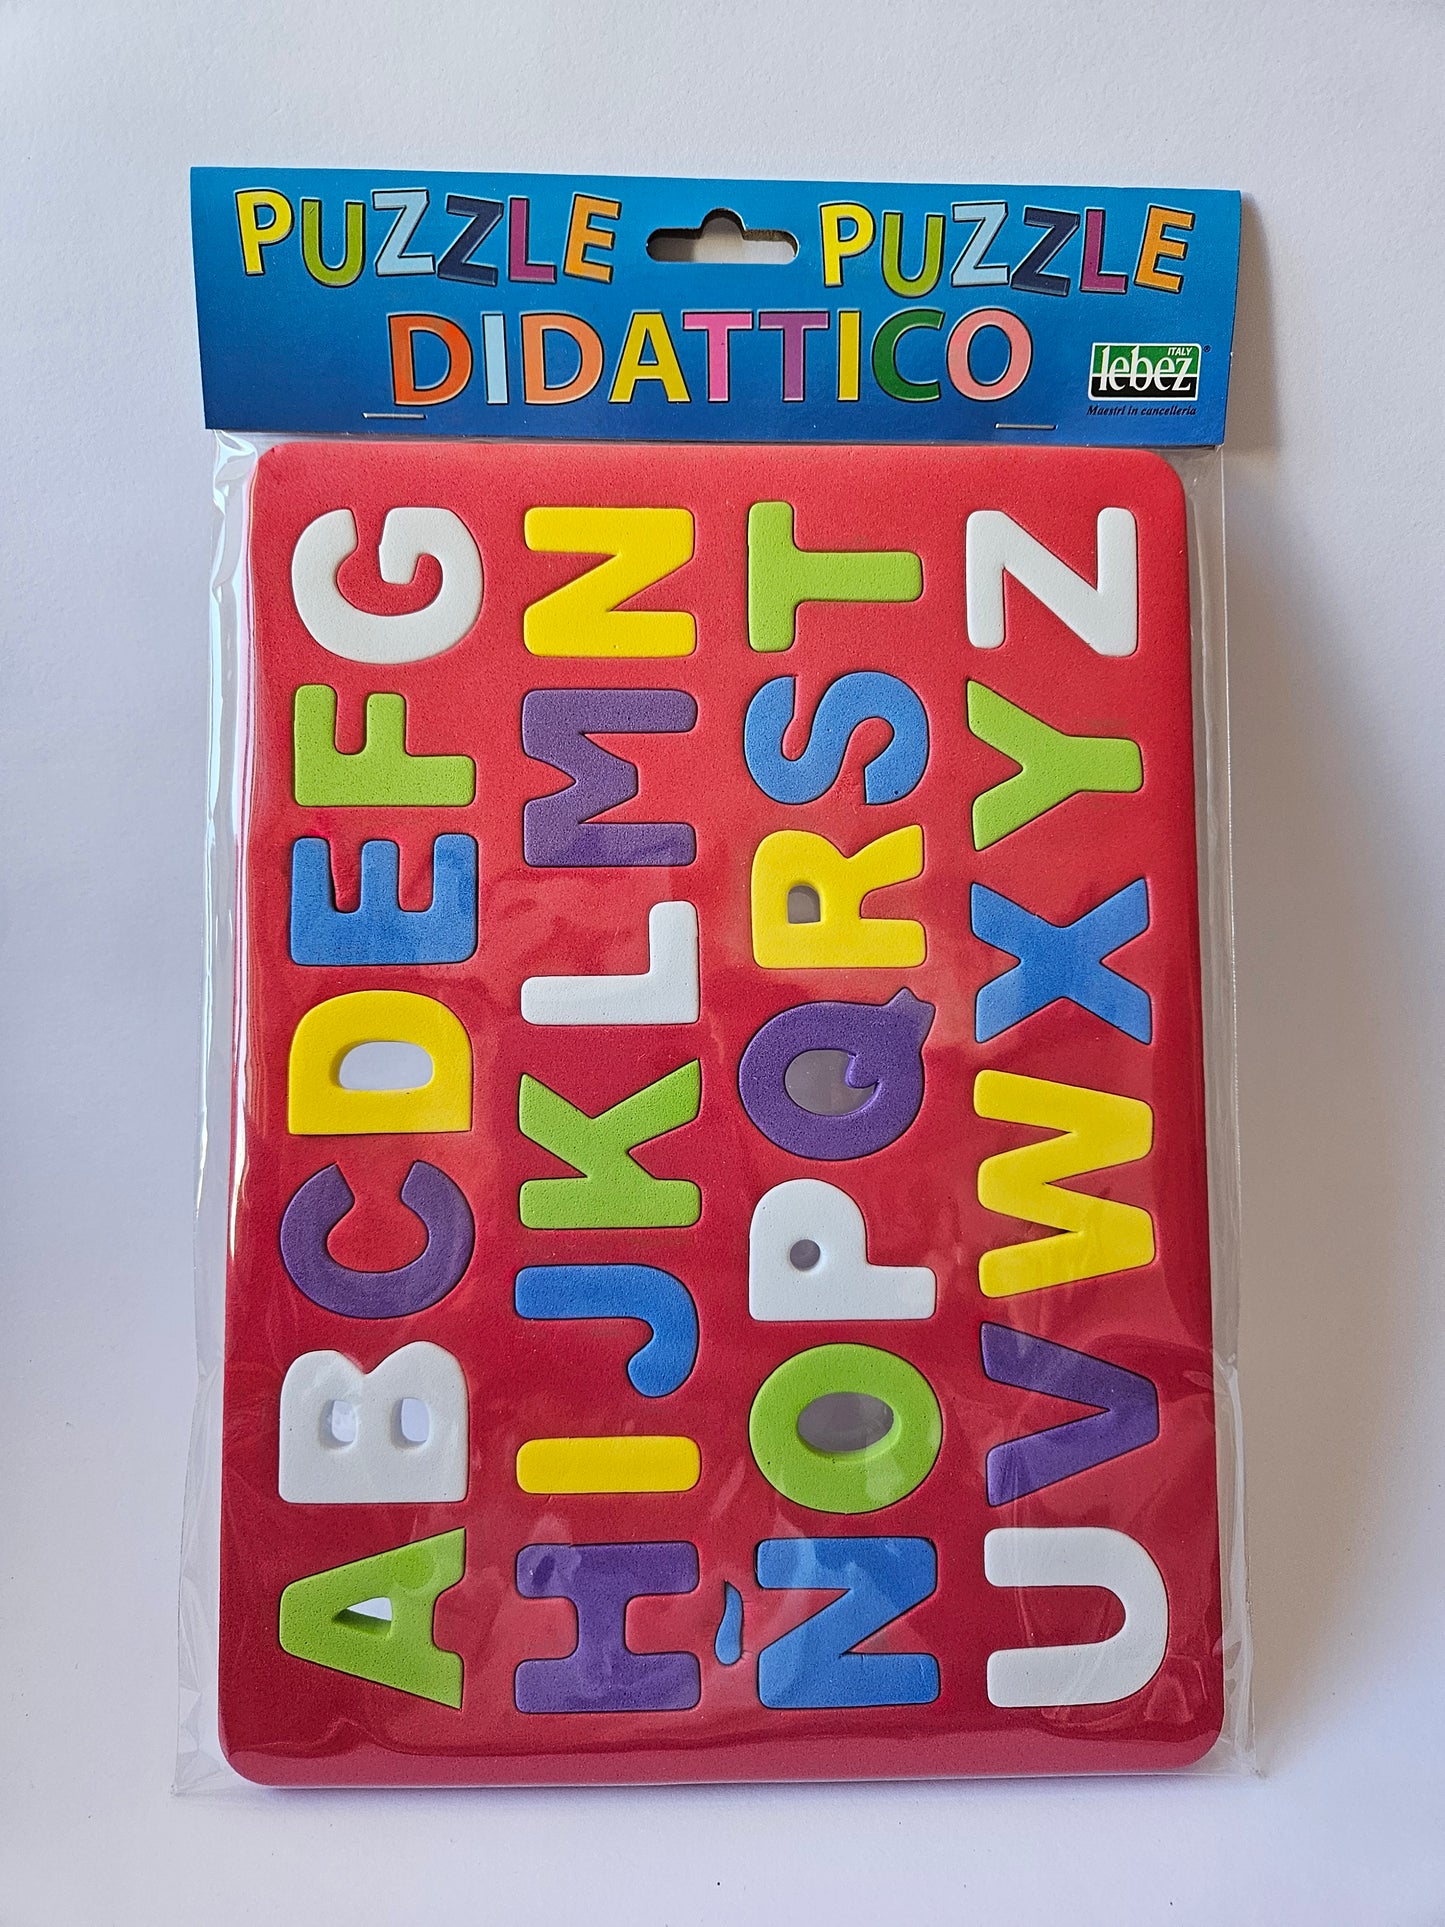 PUZZLE PUZZLE
DIDATTICO
ITALY
lebez®
Maestri in cancelleria
ABCDEFG
HIJKLMN
ÑOPQRST
UVWXYZ